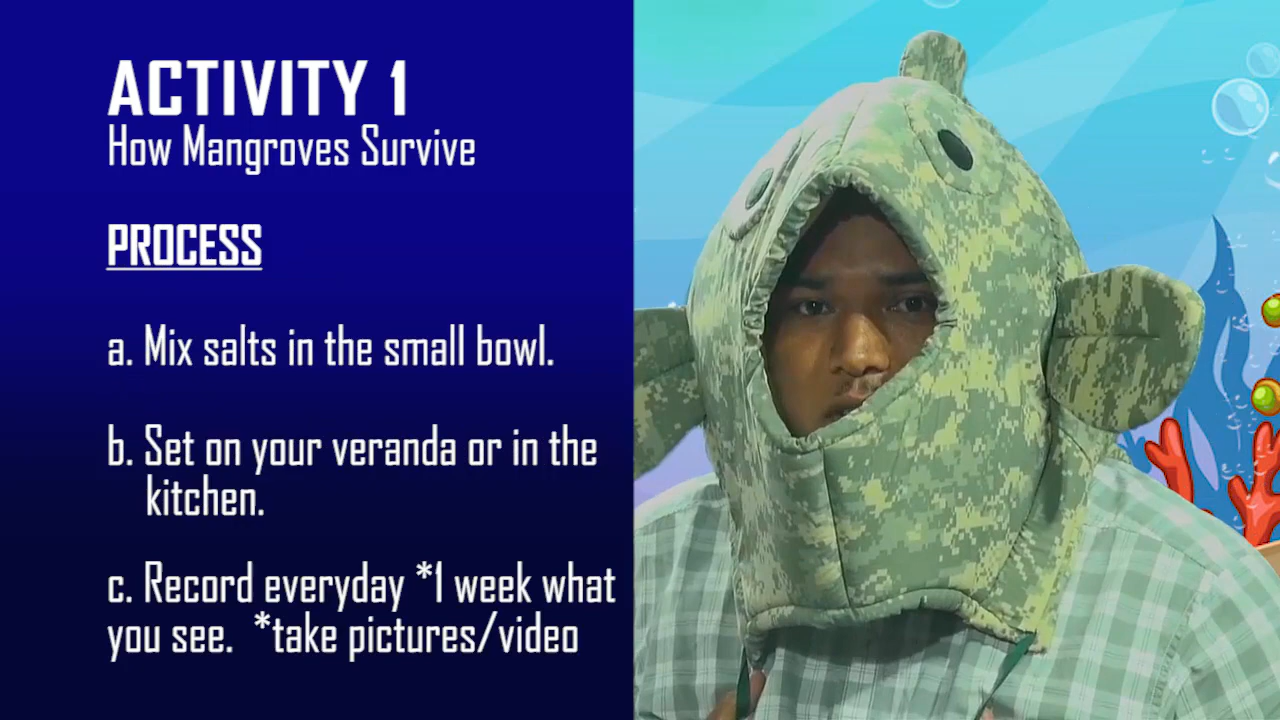 ACTIVITY 1
How Mangroves Survive
PROCESS
a. Mix salts in the small bowl.
b. Set on your veranda or in the
kitchen.
c. Record everyday *1 week what
you see. *take pictures/video